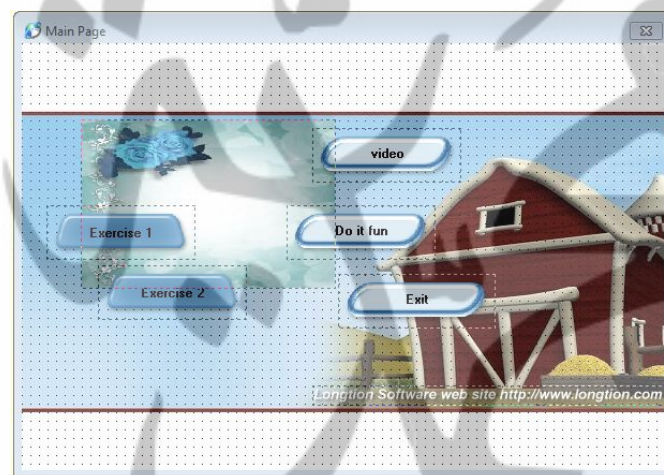 Main Page
video
Exercise 1
Do it fun
Exercise 2
Exit
Longtion Software web site http://www.longtion.com